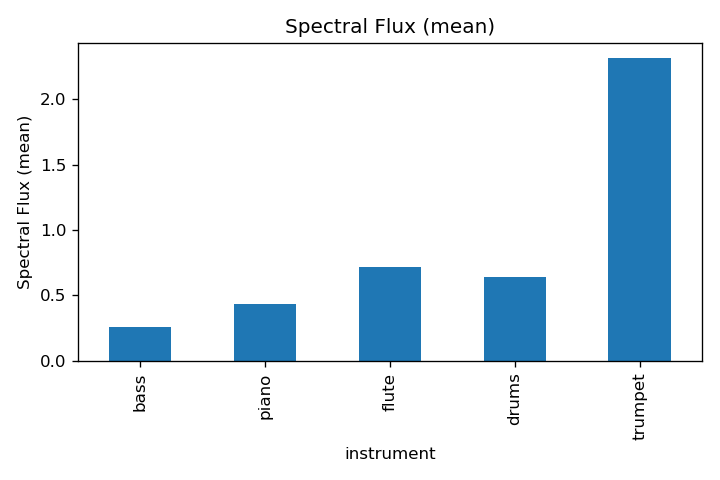 Spectral Flux (mean)
Spectral Flux (mean)
2.0
1.5
1.0
0.5
0.0
bass
piano
flute
drums
trumpet
instrument